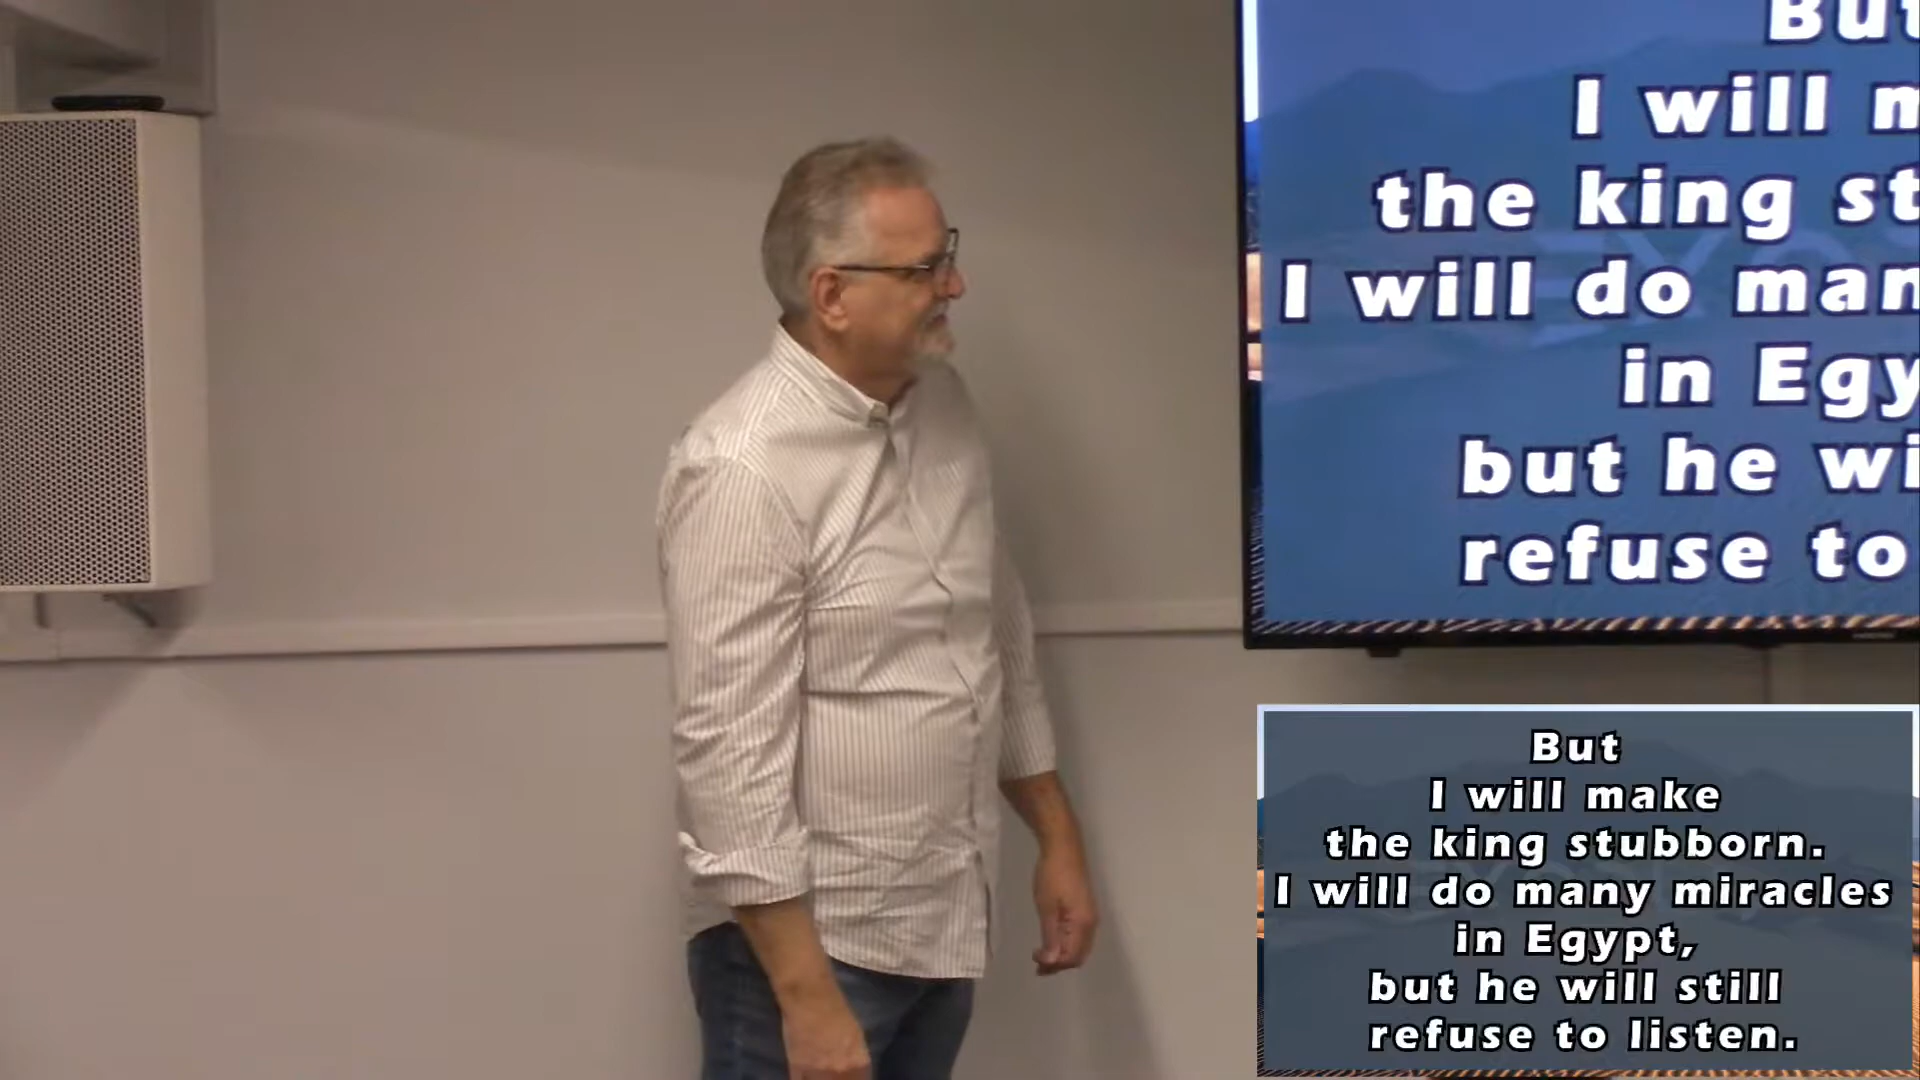 But
I will m
the king st
I will do man
in Egy
but he wi
refuse to
But
I will make
the king stubborn.
I will do many miracles
in Egypt,
but he will still
refuse to listen.